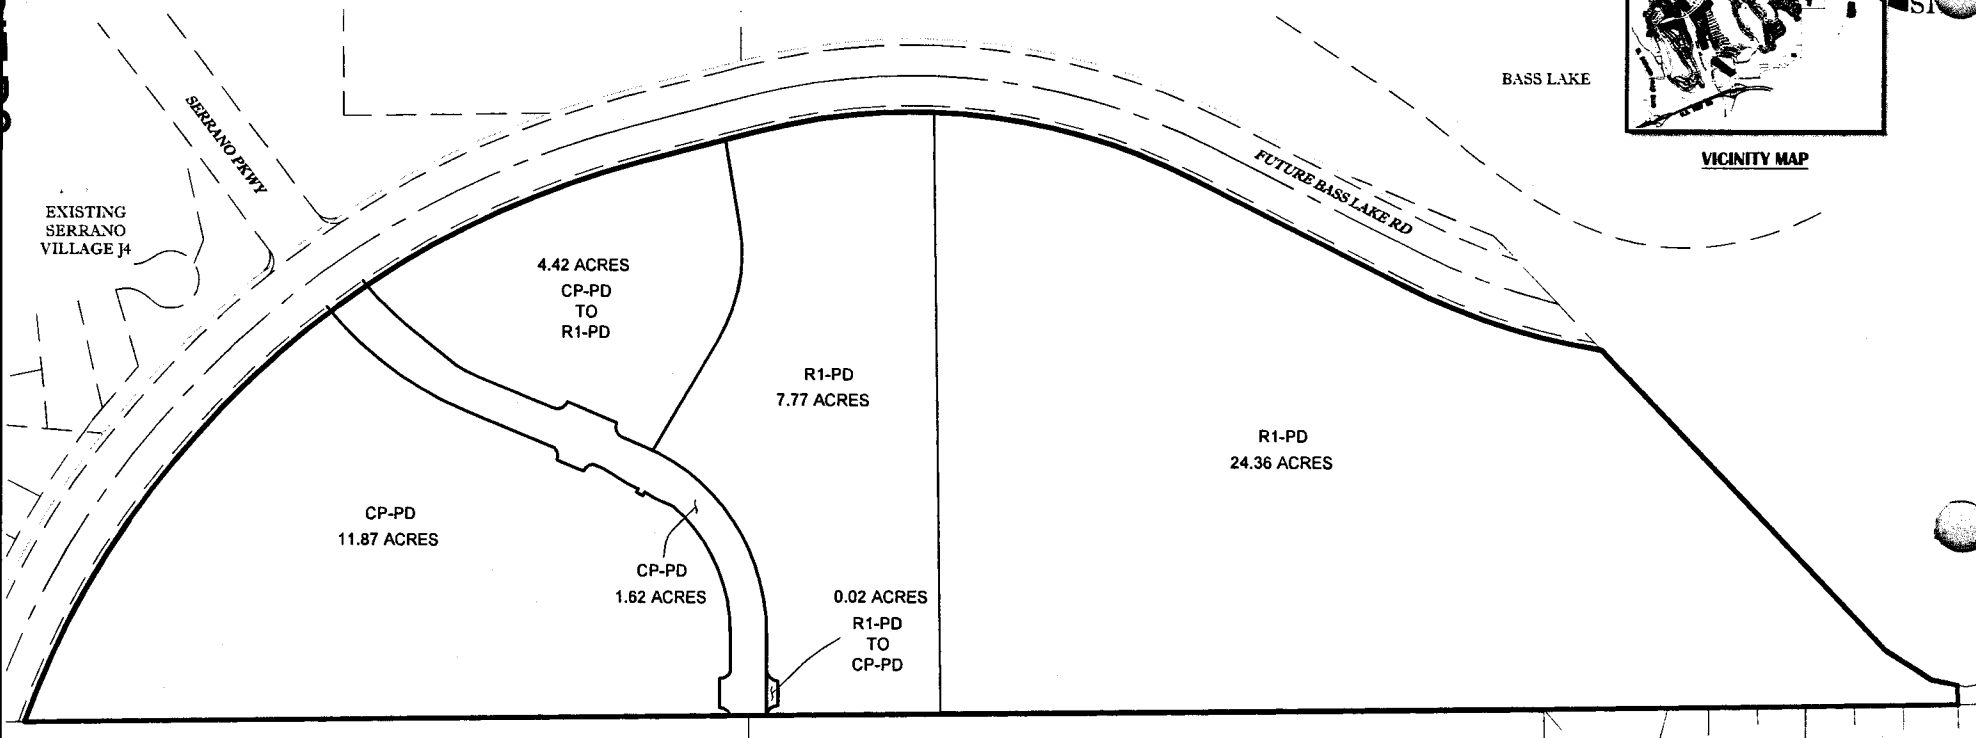 BASS LAKE
VICINITY MAP
SERRANO PKWY
FUTURE BASS LAKE RD
EXISTING
SERRANO
VILLAGE J4
4.42 ACRES
CP-PD
TO
R1-PD
R1-PD
7.77 ACRES
R1-PD
24.36 ACRES
CP-PD
11.87 ACRES
CP-PD
1.62 ACRES
0.02 ACRES
R1-PD
TO
CP-PD